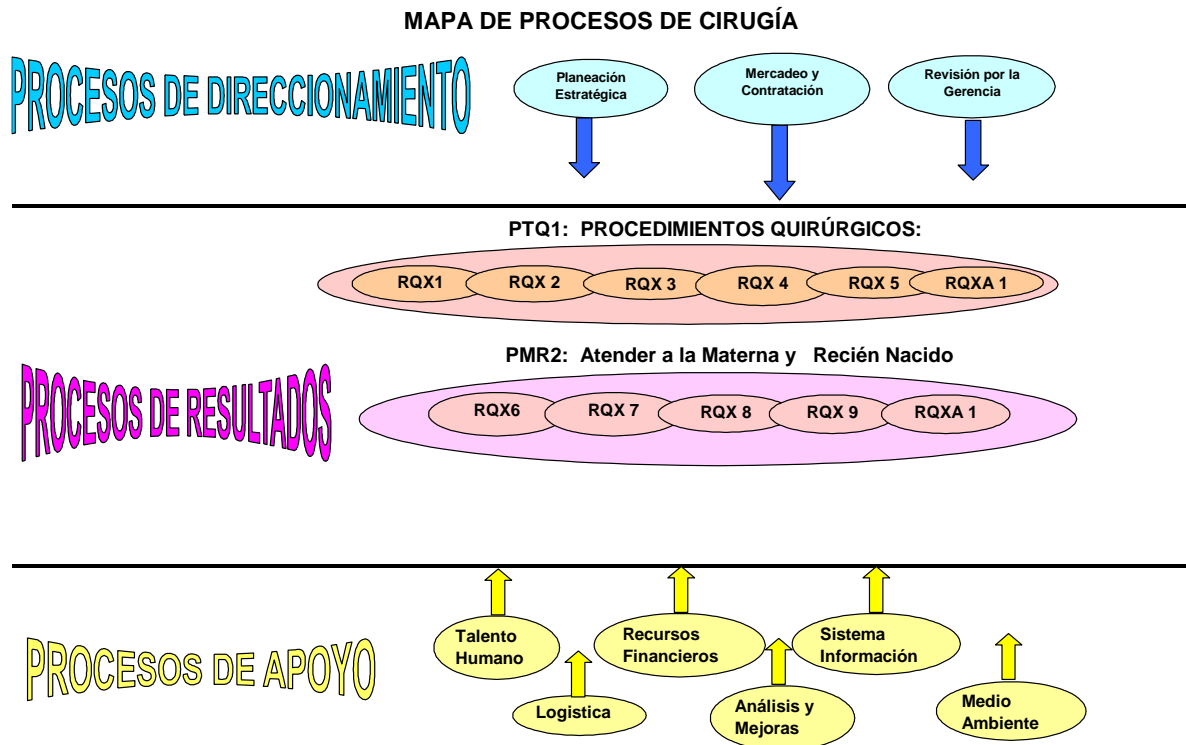 MAPA DE PROCESOS DE CIRUGÍA
PROCESOS DE DIRECCIONAMIENTO
Planeación
Estratégica
Mercadeo y
Contratación
Revisión por la
Gerencia
PTQ1: PROCEDIMIENTOS QUIRÚRGICOS:
RQX1
RQX 2
RQX 3
RQX 4
RQX 5
RQXA 1
PROCESOS DE RESULTADOS
PMR2: Atender a la Materna y Recién Nacido
RQX6
RQX 7
RQX 8
RQX 9
RQXA 1
PROCESOS DE APOYO
Talento
Humano
Recursos
Financieros
Sistema
Información
Logistica
Análisis y
Mejoras
Medio
Ambiente